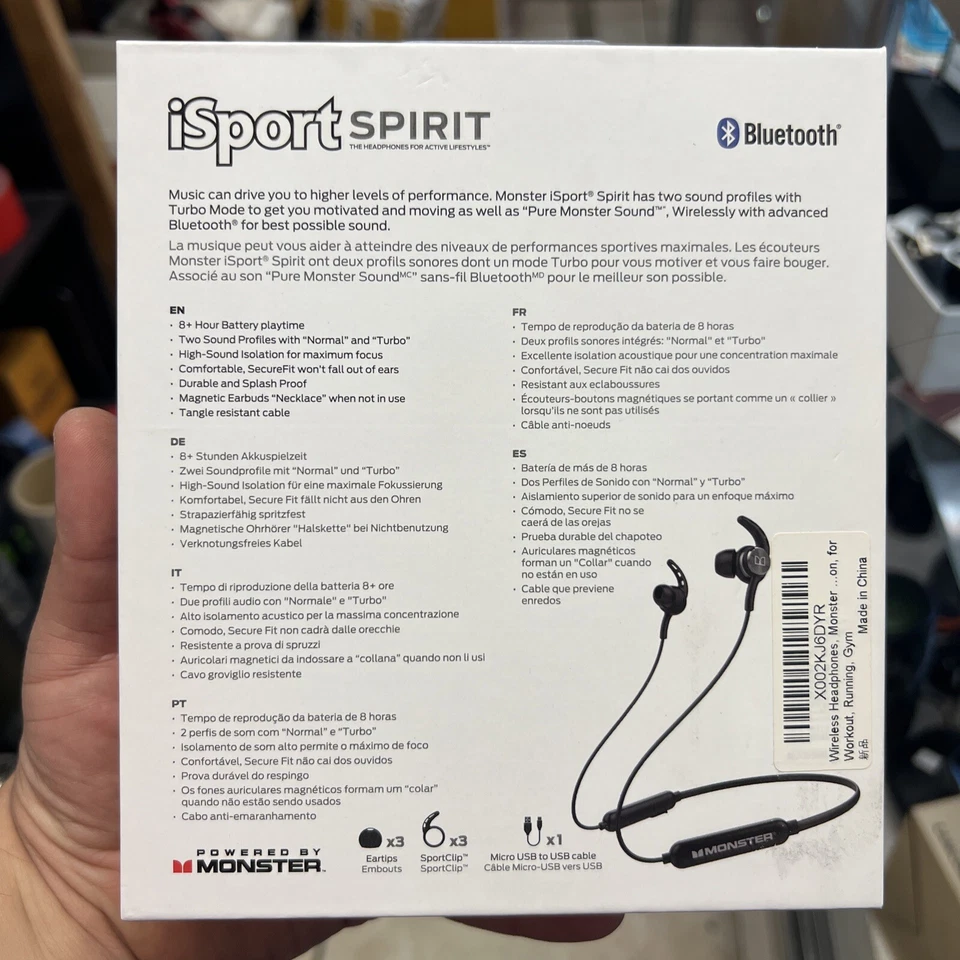 iSport SPIRIT
THE HEADPHONES FOR ACTIVE LIFESTYLES™
Bluetooth®
Music can drive you to higher levels of performance. Monster iSport® Spirit has two sound profiles with
Turbo Mode to get you motivated and moving as well as “Pure Monster Sound™”, Wirelessly with advanced
Bluetooth® for best possible sound.
La musique peut vous aider à atteindre des niveaux de performances sportives maximales. Les écouteurs
Monster iSport® Spirit ont deux profils sonores dont un mode Turbo pour vous motiver et vous faire bouger.
Associé au son “Pure Monster Soundᴹᶜ” sans-fil Bluetoothᴹᴰ pour le meilleur son possible.
EN
· 8+ Hour Battery playtime
· Two Sound Profiles with “Normal” and “Turbo”
· High-Sound Isolation for maximum focus
· Comfortable, SecureFit won’t fall out of ears
· Durable and Splash Proof
· Magnetic Earbuds “Necklace” when not in use
· Tangle resistant cable
DE
· 8+ Stunden Akkuspielzeit
· Zwei Soundprofile mit “Normal” und “Turbo”
· High-Sound Isolation für eine maximale Fokussierung
· Komfortabel, Secure Fit fällt nicht aus den Ohren
· Strapazierfähig spritzfest
· Magnetische Ohrhörer “Halskette” bei Nichtbenutzung
· Verknotungsfreies Kabel
IT
· Tempo di riproduzione della batteria 8+ ore
· Due profili audio con “Normale” e “Turbo”
· Alto isolamento acustico per la massima concentrazione
· Comodo, Secure Fit non cadrà dalle orecchie
· Resistente a prova di spruzzi
· Auricolari magnetici da indossare a “collana” quando non li usi
· Cavo groviglio resistente
PT
· Tempo de reprodução da bateria de 8 horas
· 2 perfis de som com “Normal” e “Turbo”
· Isolamento de som alto permite o máximo de foco
· Confortável, Secure Fit não cai dos ouvidos
· Prova durável do respingo
· Os fones auriculares magnéticos formam um “colar”
quando não estão sendo usados
· Cabo anti-emaranhamento
FR
· Tempo de reprodução da bateria de 8 horas
· Deux profils sonores intégrés: “Normal” et “Turbo”
· Excellente isolation acoustique pour une concentration maximale
· Confortável, Secure Fit não cai dos ouvidos
· Resistant aux eclaboussures
· Écouteurs-boutons magnétiques se portant comme un « collier »
lorsqu’ils ne sont pas utilisés
· Câble anti-noeuds
ES
· Batería de más de 8 horas
· Dos Perfiles de Sonido con “Normal” y “Turbo”
· Aislamiento superior de sonido para un enfoque máximo
· Cómodo, Secure Fit no se
caerá de las orejas
· Prueba durable del chapoteo
· Auriculares magnéticos
forman un “Collar” cuando
no están en uso
· Cable que previene
enredos
X002KJ6DYR
Wireless Headphones, Monster ...on, for
Workout, Running, Gym
新品
Made in China
MONSTER
POWERED BY
MONSTER™
x3
Eartips
Embouts
x3
SportClip™
SportClip™
x1
Micro USB to USB cable
Câble Micro-USB vers USB